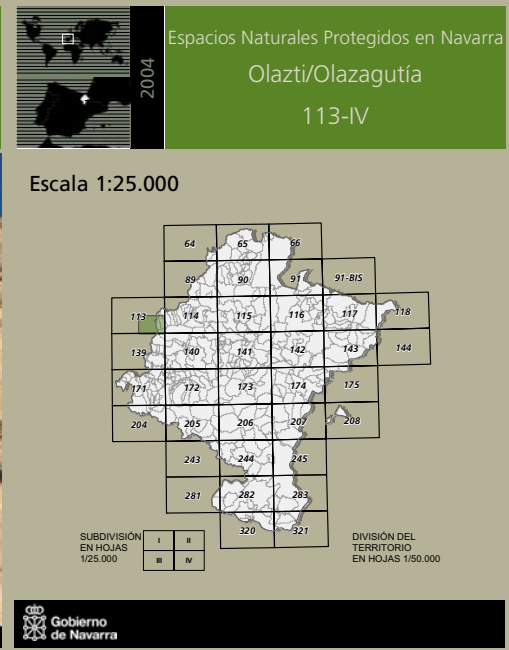 2004
Espacios Naturales Protegidos en Navarra
Olazti/Olazagutía
113-IV
Escala 1:25.000
64 65 66
89 90 91 91-BIS
113 114 115 116 117 118
139 140 141 142 143 144
171 172 173 174 175
204 205 206 207 208
243 244 245
281 282 283
320 321
SUBDIVISIÓN
EN HOJAS
1/25.000
I II
III IV
DIVISIÓN DEL
TERRITORIO
EN HOJAS 1/50.000
Gobierno
de Navarra